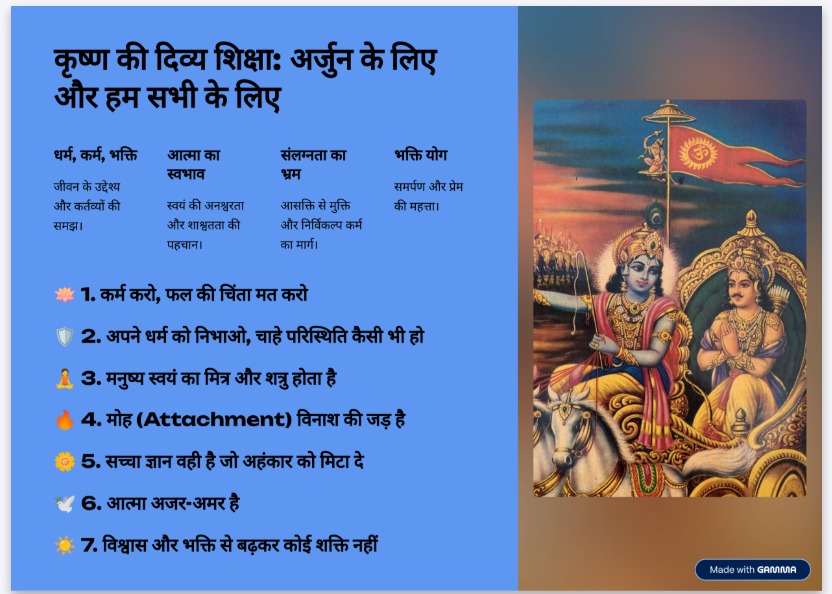 कृष्ण की दिव्य शिक्षा: अर्जुन के लिए
और हम सभी के लिए
धर्म, कर्म, भक्ति
जीवन के उद्देश्य
और कर्तव्यों की
समझ।
आत्मा का
स्वभाव
स्वयं की अनश्वरता
और शाश्वतता की
पहचान।
संलग्नता का
भ्रम
आसक्ति से मुक्ति
और निर्विकल्प कर्म
का मार्ग।
भक्ति योग
समर्पण और प्रेम
की महत्ता।
1. कर्म करो, फल की चिंता मत करो
2. अपने धर्म को निभाओ, चाहे परिस्थिति कैसी भी हो
3. मनुष्य स्वयं का मित्र और शत्रु होता है
4. मोह (Attachment) विनाश की जड़ है
5. सच्चा ज्ञान वही है जो अहंकार को मिटा दे
6. आत्मा अजर-अमर है
7. विश्वास और भक्ति से बढ़कर कोई शक्ति नहीं
ॐ
Made with GAMMA